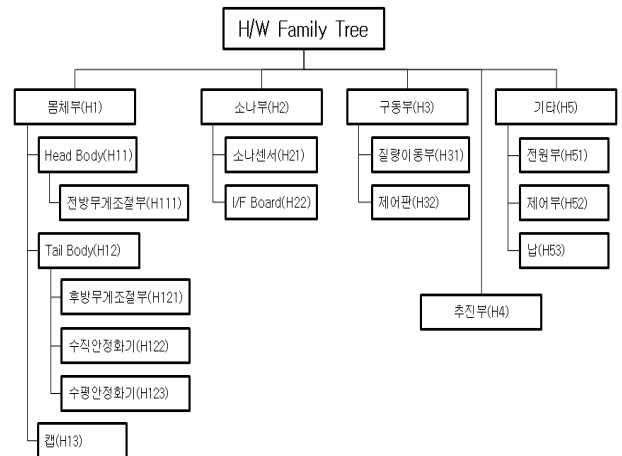 H/W Family Tree
몸체부(H1)
Head Body(H11)
전방무게조절부(H111)
Tail Body(H12)
후방무게조절부(H121)
수직안정화기(H122)
수평안정화기(H123)
캡(H13)
소나부(H2)
소나센서(H21)
I/F Board(H22)
구동부(H3)
질량이동부(H31)
제어판(H32)
추진부(H4)
기타(H5)
전원부(H51)
제어부(H52)
납(H53)